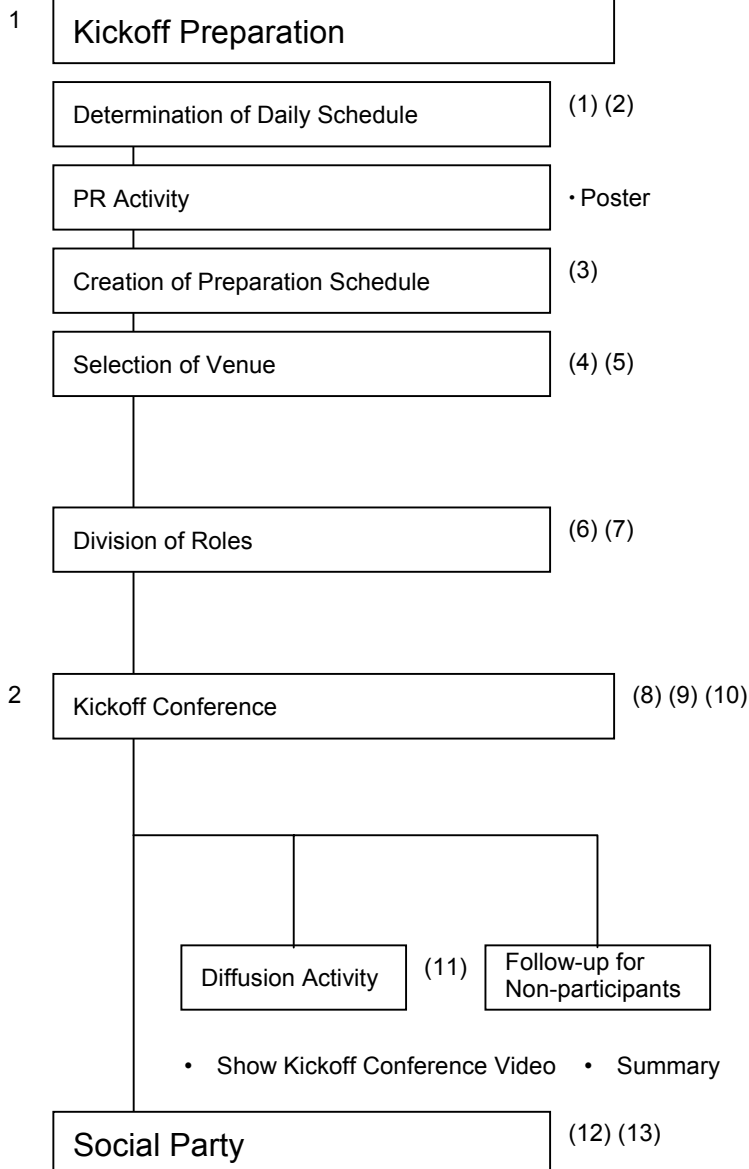 1
Kickoff Preparation
Determination of Daily Schedule
(1) (2)
PR Activity
・Poster
Creation of Preparation Schedule
(3)
Selection of Venue
(4) (5)
Division of Roles
(6) (7)
2
Kickoff Conference
(8) (9) (10)
Diffusion Activity
(11)
Follow-up for
Non-participants
• Show Kickoff Conference Video • Summary
Social Party
(12) (13)